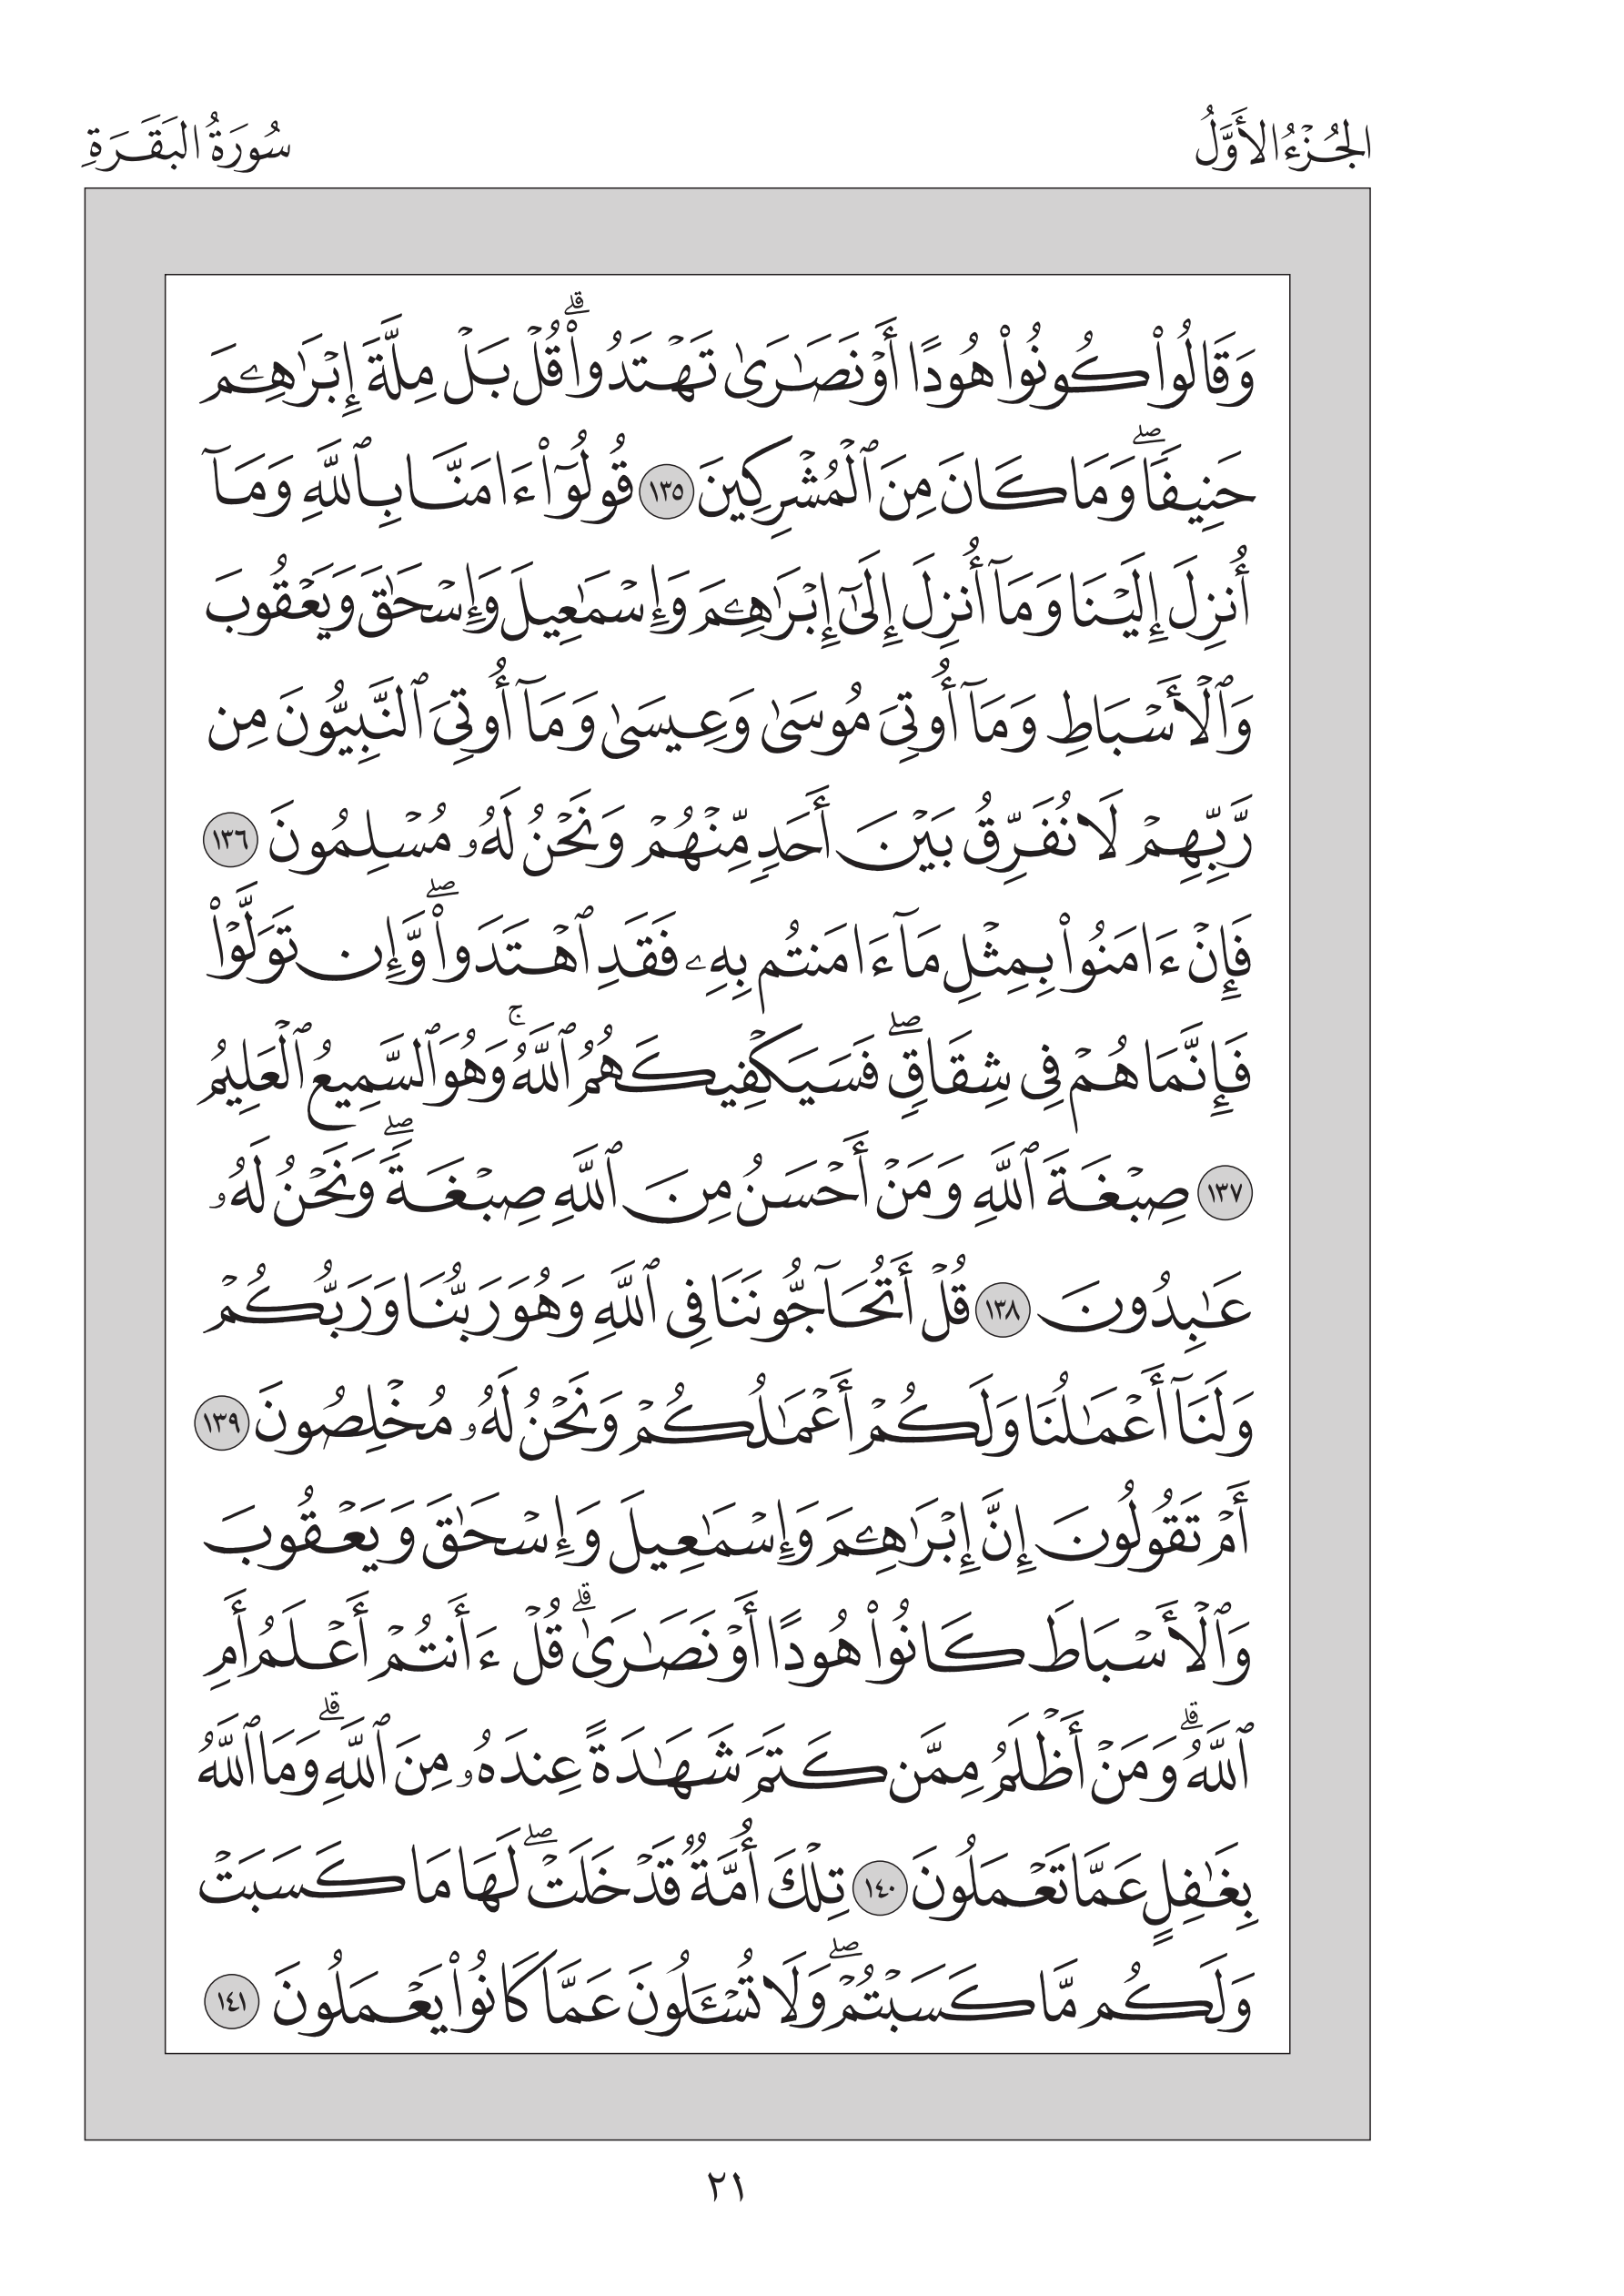 الجُزْءُ الأَوَّلُ
سُورَةُ البَقَرَةِ
وَقَالُوا۟ كُونُوا۟ هُودًا أَوْ نَصَـٰرَىٰ تَهْتَدُوا۟ ۗ قُلْ بَلْ مِلَّةَ إِبْرَٰهِـۧمَ
حَنِيفًا ۖ وَمَا كَانَ مِنَ ٱلْمُشْرِكِينَ ١٣٥ قُولُوٓا۟ ءَامَنَّا بِٱللَّهِ وَمَآ
أُنزِلَ إِلَيْنَا وَمَآ أُنزِلَ إِلَىٰٓ إِبْرَٰهِـۧمَ وَإِسْمَـٰعِيلَ وَإِسْحَـٰقَ وَيَعْقُوبَ
وَٱلْأَسْبَاطِ وَمَآ أُوتِىَ مُوسَىٰ وَعِيسَىٰ وَمَآ أُوتِىَ ٱلنَّبِيُّونَ مِن
رَّبِّهِمْ لَا نُفَرِّقُ بَيْنَ أَحَدٍ مِّنْهُمْ وَنَحْنُ لَهُۥ مُسْلِمُونَ ١٣٦
فَإِنْ ءَامَنُوا۟ بِمِثْلِ مَآ ءَامَنتُم بِهِۦ فَقَدِ ٱهْتَدَوا۟ ۖ وَّإِن تَوَلَّوْا۟
فَإِنَّمَا هُمْ فِى شِقَاقٍ ۖ فَسَيَكْفِيكَهُمُ ٱللَّهُ ۚ وَهُوَ ٱلسَّمِيعُ ٱلْعَلِيمُ
١٣٧ صِبْغَةَ ٱللَّهِ وَمَنْ أَحْسَنُ مِنَ ٱللَّهِ صِبْغَةً ۖ وَنَحْنُ لَهُۥ
عَـٰبِدُونَ ١٣٨ قُلْ أَتُحَآجُّونَنَا فِى ٱللَّهِ وَهُوَ رَبُّنَا وَرَبُّكُمْ
وَلَنَآ أَعْمَـٰلُنَا وَلَكُمْ أَعْمَـٰلُكُمْ وَنَحْنُ لَهُۥ مُخْلِصُونَ ١٣٩
أَمْ تَقُولُونَ إِنَّ إِبْرَٰهِـۧمَ وَإِسْمَـٰعِيلَ وَإِسْحَـٰقَ وَيَعْقُوبَ
وَٱلْأَسْبَاطَ كَانُوا۟ هُودًا أَوْ نَصَـٰرَىٰ ۗ قُلْ ءَأَنتُمْ أَعْلَمُ أَمِ
ٱللَّهُ ۗ وَمَنْ أَظْلَمُ مِمَّن كَتَمَ شَهَـٰدَةً عِندَهُۥ مِنَ ٱللَّهِ ۗ وَمَا ٱللَّهُ
بِغَـٰفِلٍ عَمَّا تَعْمَلُونَ ١٤٠ تِلْكَ أُمَّةٌ قَدْ خَلَتْ ۖ لَهَا مَا كَسَبَتْ
وَلَكُم مَّا كَسَبْتُمْ ۖ وَلَا تُسْـَٔلُونَ عَمَّا كَانُوا۟ يَعْمَلُونَ ١٤١
٢١